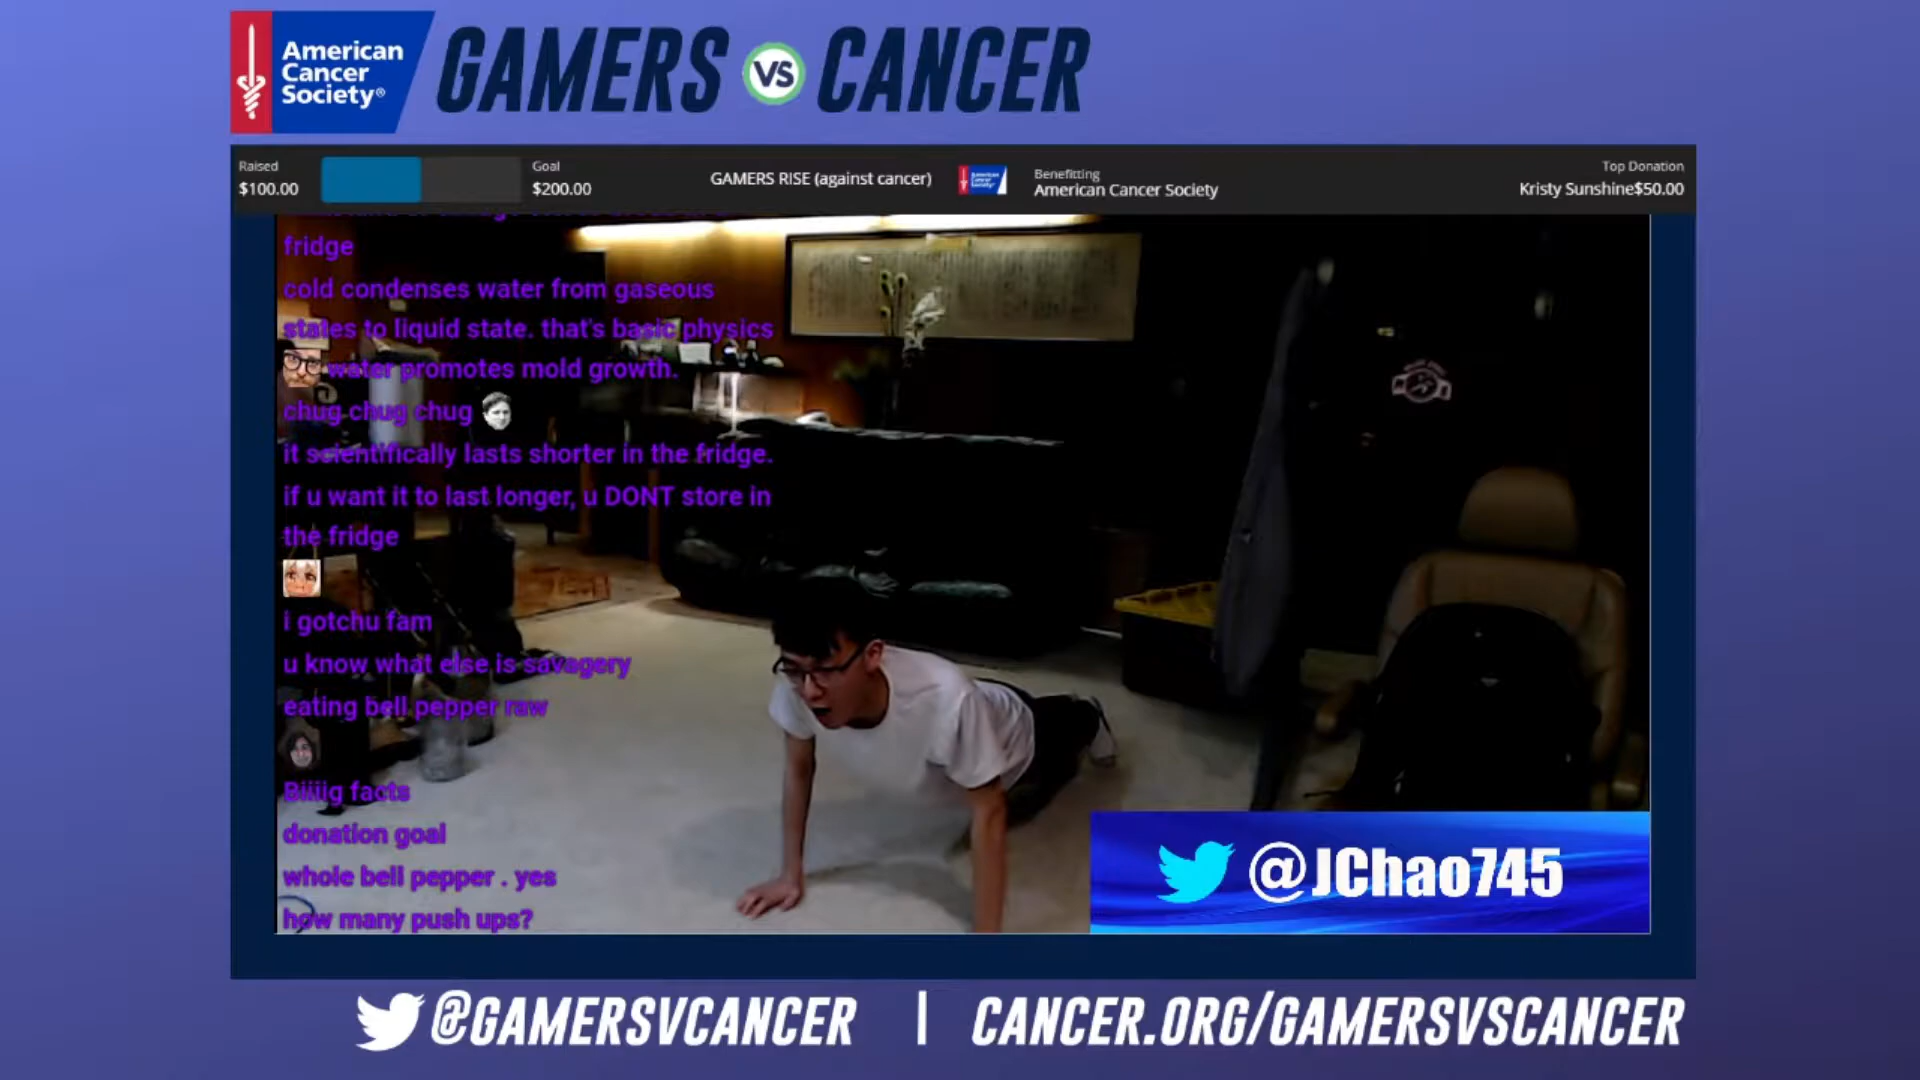 American
Cancer
Society®
GAMERS VS CANCER
Raised
$100.00
Goal
$200.00
GAMERS RISE (against cancer)
American
Cancer
Society
Benefitting
American Cancer Society
Top Donation
Kristy Sunshine$50.00
fridge
cold condenses water from gaseous
states to liquid state. that's basic physics
water promotes mold growth.
chug chug chug
it scientifically lasts shorter in the fridge.
if u want it to last longer, u DONT store in
the fridge
i gotchu fam
u know what else is savagery
eating bell pepper raw
Biiiig facts
donation goal
whole bell pepper . yes
how many push ups?
@JChao745
@GAMERSVCANCER | CANCER.ORG/GAMERSVSCANCER